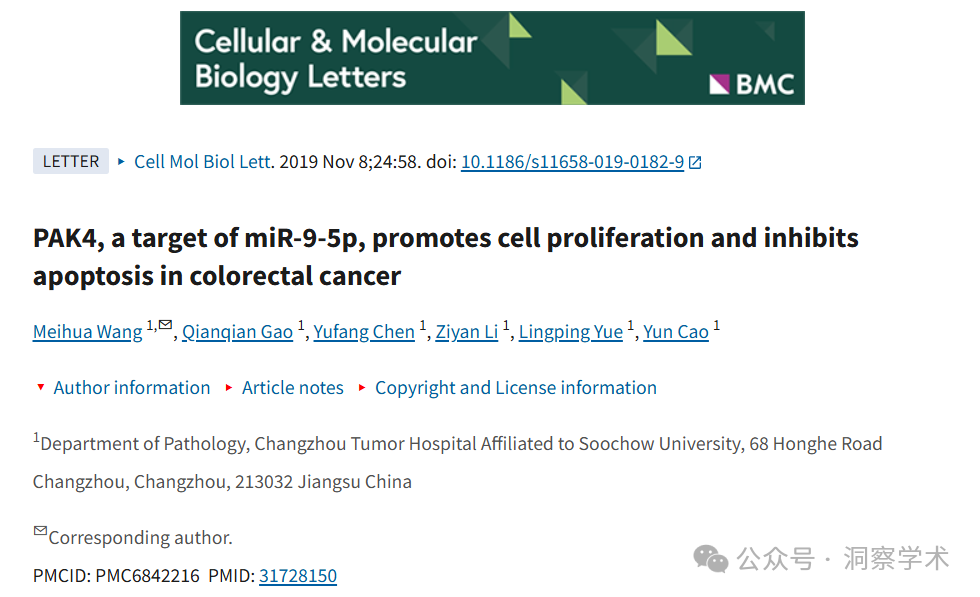 Cellular & Molecular
Biology Letters
BMC
LETTER ▸ Cell Mol Biol Lett. 2019 Nov 8;24:58. doi: 10.1186/s11658-019-0182-9
PAK4, a target of miR-9-5p, promotes cell proliferation and inhibits
apoptosis in colorectal cancer
Meihua Wang 1,✉, Qianqian Gao 1, Yufang Chen 1, Ziyan Li 1, Lingping Yue 1, Yun Cao 1
Author information Article notes Copyright and License information
1Department of Pathology, Changzhou Tumor Hospital Affiliated to Soochow University, 68 Honghe Road
Changzhou, Changzhou, 213032 Jiangsu China
✉Corresponding author.
PMCID: PMC6842216 PMID: 31728150
公众号 · 洞察学术